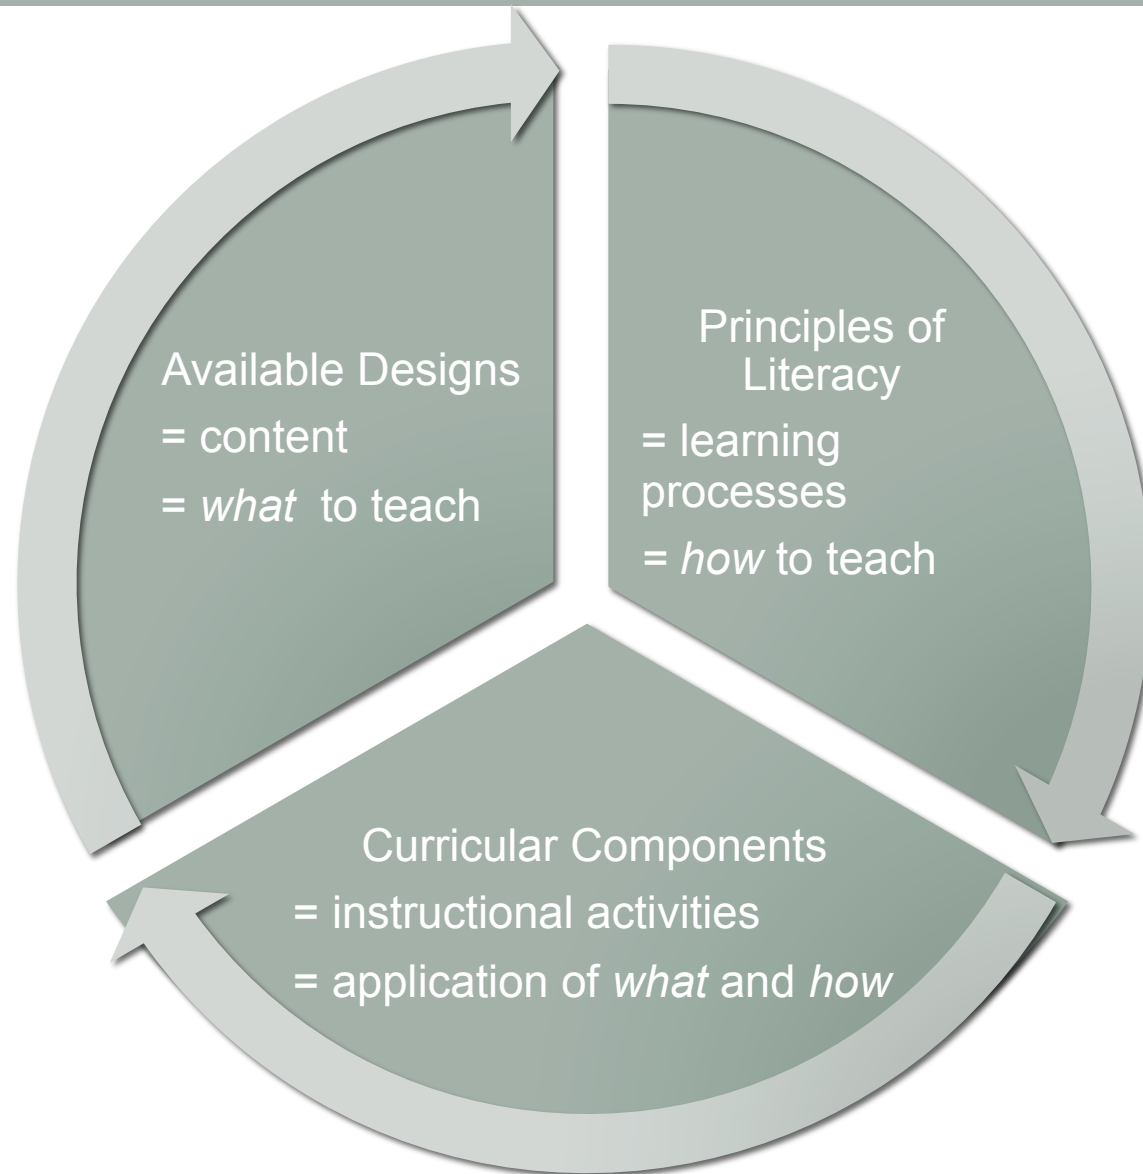 Available Designs
= content
= what to teach
Principles of
Literacy
= learning
processes
= how to teach
Curricular Components
= instructional activities
= application of what and how